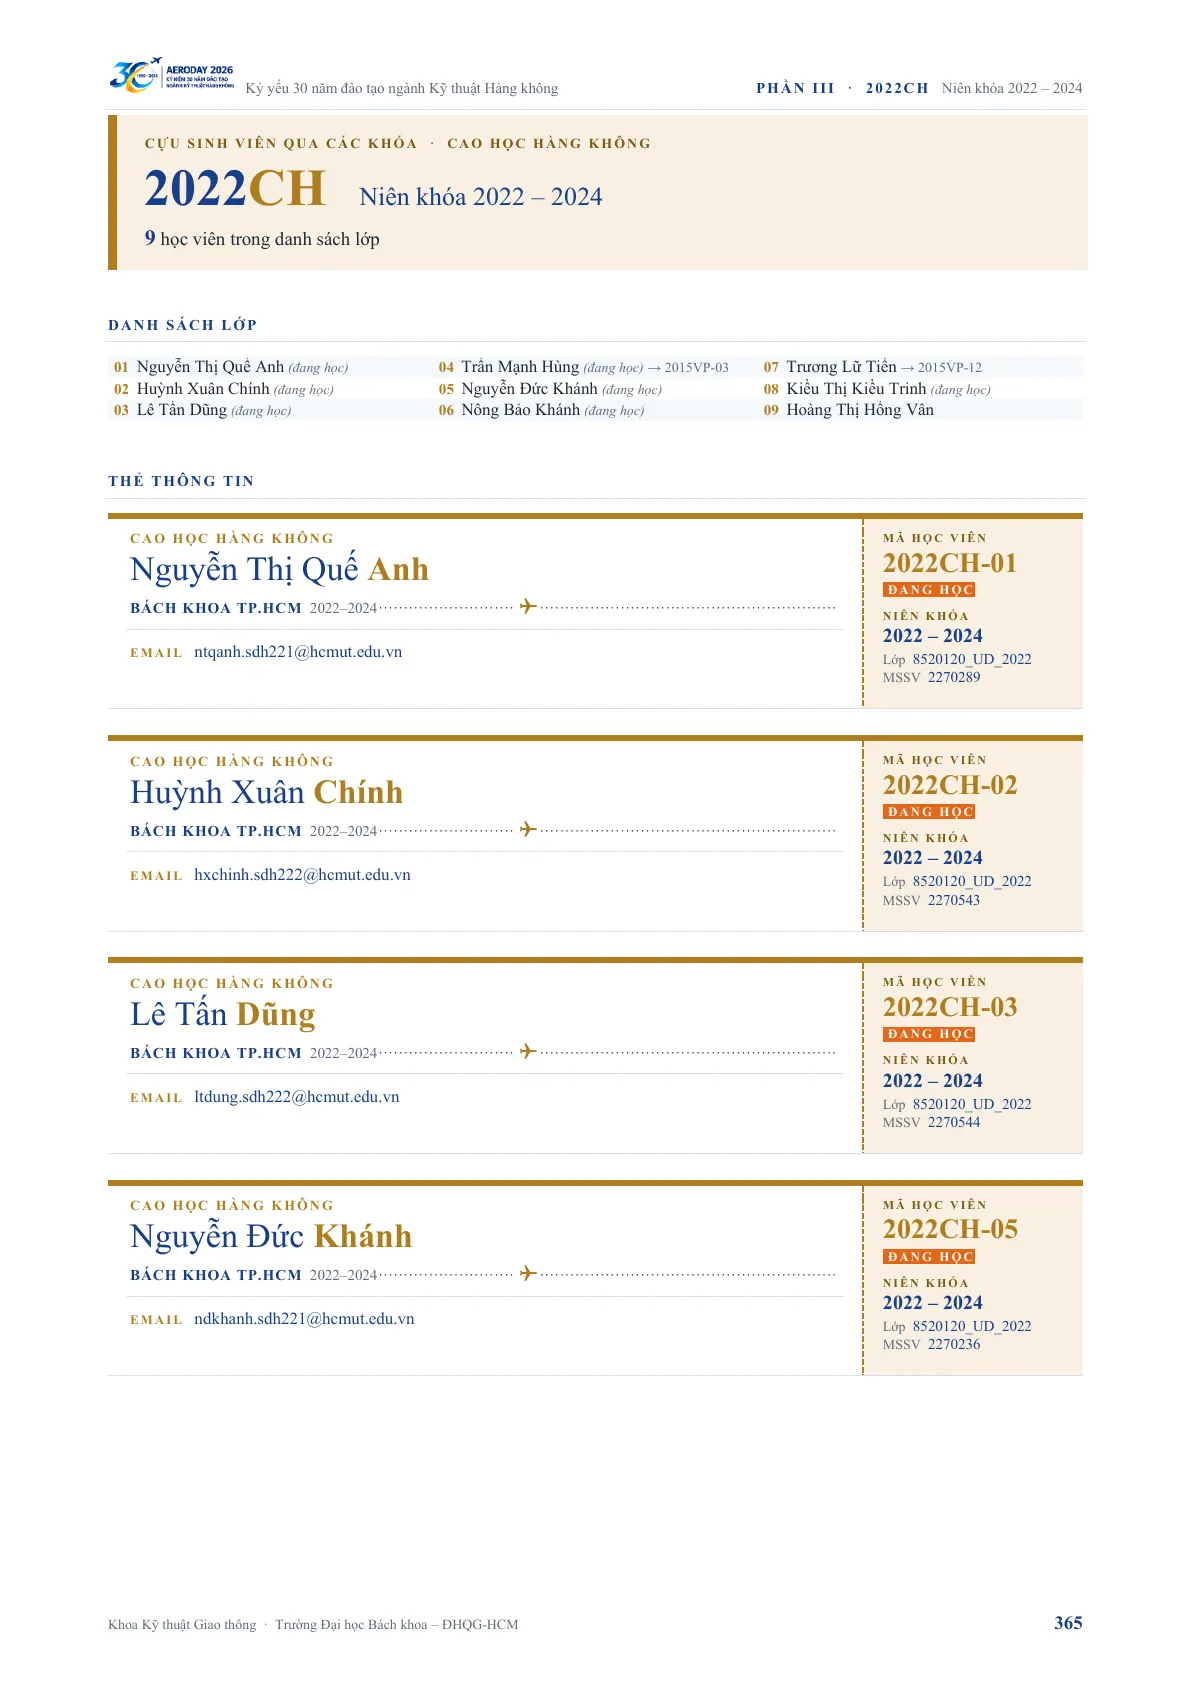 AERODAY 2026
1996 - 2026
KỶ NIỆM 30 NĂM ĐÀO TẠO
NGÀNH KỸ THUẬT HÀNG KHÔNG
Kỷ yếu 30 năm đào tạo ngành Kỹ thuật Hàng không
PHẦN III · 2022CH Niên khóa 2022 – 2024
CỰU SINH VIÊN QUA CÁC KHÓA · CAO HỌC HÀNG KHÔNG
2022CH Niên khóa 2022 – 2024
9 học viên trong danh sách lớp
DANH SÁCH LỚP
01 Nguyễn Thị Quế Anh (đang học)
02 Huỳnh Xuân Chính (đang học)
03 Lê Tấn Dũng (đang học)
04 Trần Mạnh Hùng (đang học) → 2015VP-03
05 Nguyễn Đức Khánh (đang học)
06 Nông Bảo Khánh (đang học)
07 Trương Lữ Tiến → 2015VP-12
08 Kiều Thị Kiều Trinh (đang học)
09 Hoàng Thị Hồng Vân
THẺ THÔNG TIN
CAO HỌC HÀNG KHÔNG
Nguyễn Thị Quế Anh
BÁCH KHOA TP.HCM 2022–2024
EMAIL ntqanh.sdh221@hcmut.edu.vn
MÃ HỌC VIÊN
2022CH-01
ĐANG HỌC
NIÊN KHÓA
2022 – 2024
Lớp 8520120_UD_2022
MSSV 2270289
CAO HỌC HÀNG KHÔNG
Huỳnh Xuân Chính
BÁCH KHOA TP.HCM 2022–2024
EMAIL hxchinh.sdh222@hcmut.edu.vn
MÃ HỌC VIÊN
2022CH-02
ĐANG HỌC
NIÊN KHÓA
2022 – 2024
Lớp 8520120_UD_2022
MSSV 2270543
CAO HỌC HÀNG KHÔNG
Lê Tấn Dũng
BÁCH KHOA TP.HCM 2022–2024
EMAIL ltdung.sdh222@hcmut.edu.vn
MÃ HỌC VIÊN
2022CH-03
ĐANG HỌC
NIÊN KHÓA
2022 – 2024
Lớp 8520120_UD_2022
MSSV 2270544
CAO HỌC HÀNG KHÔNG
Nguyễn Đức Khánh
BÁCH KHOA TP.HCM 2022–2024
EMAIL ndkhanh.sdh221@hcmut.edu.vn
MÃ HỌC VIÊN
2022CH-05
ĐANG HỌC
NIÊN KHÓA
2022 – 2024
Lớp 8520120_UD_2022
MSSV 2270236
Khoa Kỹ thuật Giao thông · Trường Đại học Bách khoa – ĐHQG-HCM
365